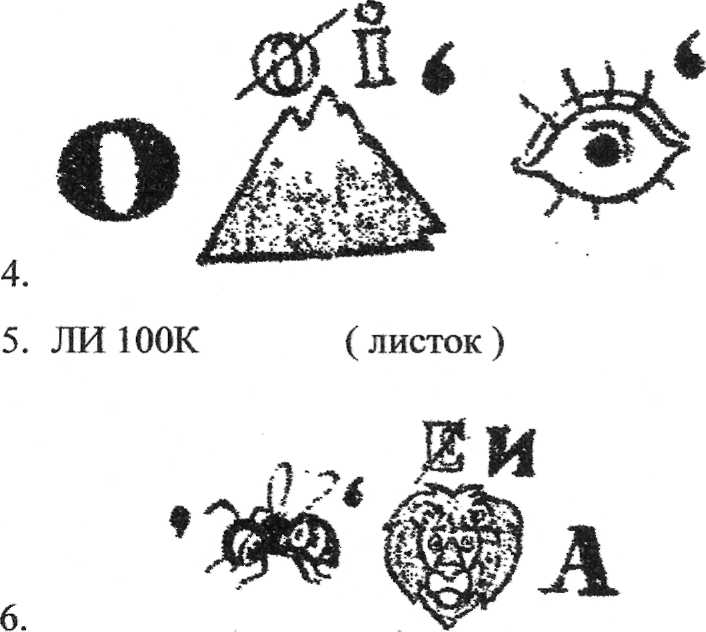 О і ‘ О ‘
4.
5. ЛИ 100К ( листок )
Е И
, ‘ А
6.